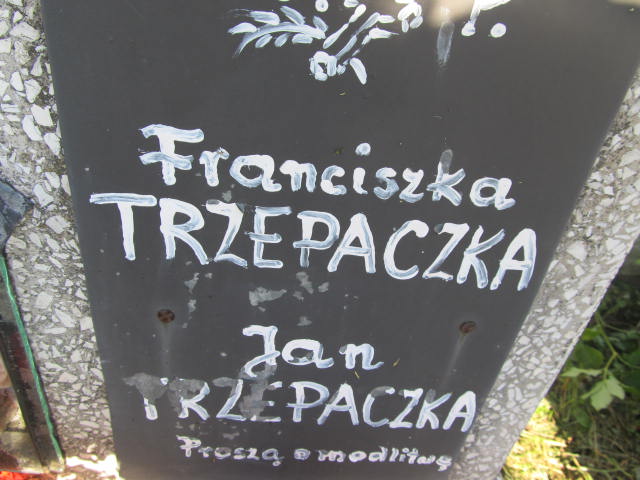 Franciszka
TRZEPACZKA
Jan
TRZEPACZKA
Proszą o modlitwę